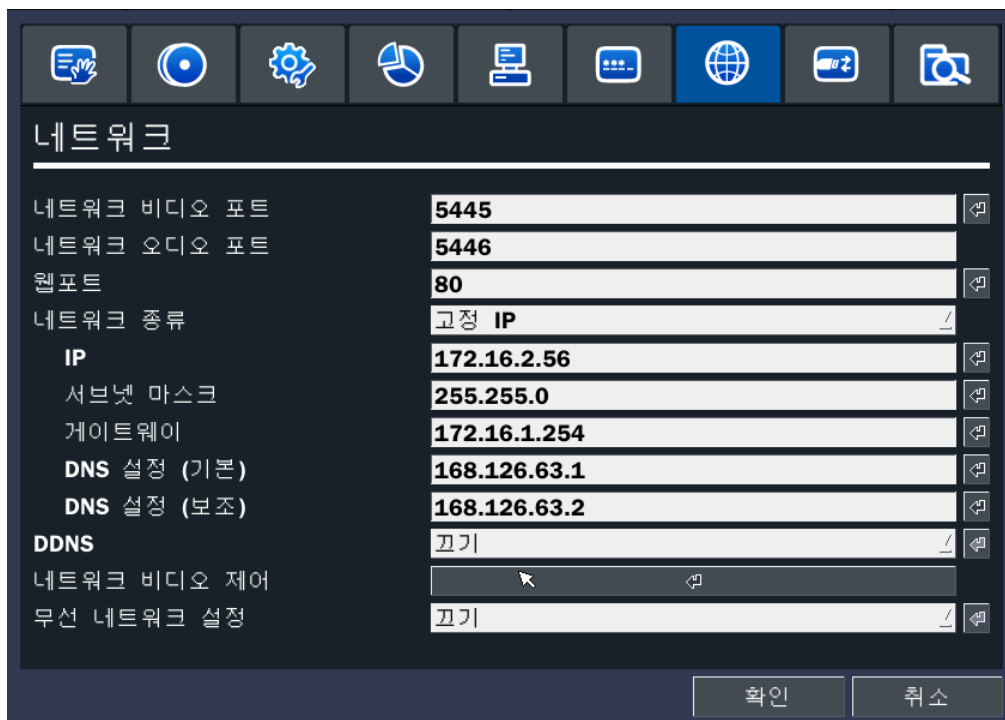 네트워크
네트워크 비디오 포트 5445
네트워크 오디오 포트 5446
웹포트 80
네트워크 종류 고정 IP
IP 172.16.2.56
서브넷 마스크 255.255.0
게이트웨이 172.16.1.254
DNS 설정 (기본) 168.126.63.1
DNS 설정 (보조) 168.126.63.2
DDNS 끄기
네트워크 비디오 제어
무선 네트워크 설정 끄기
확인 취소